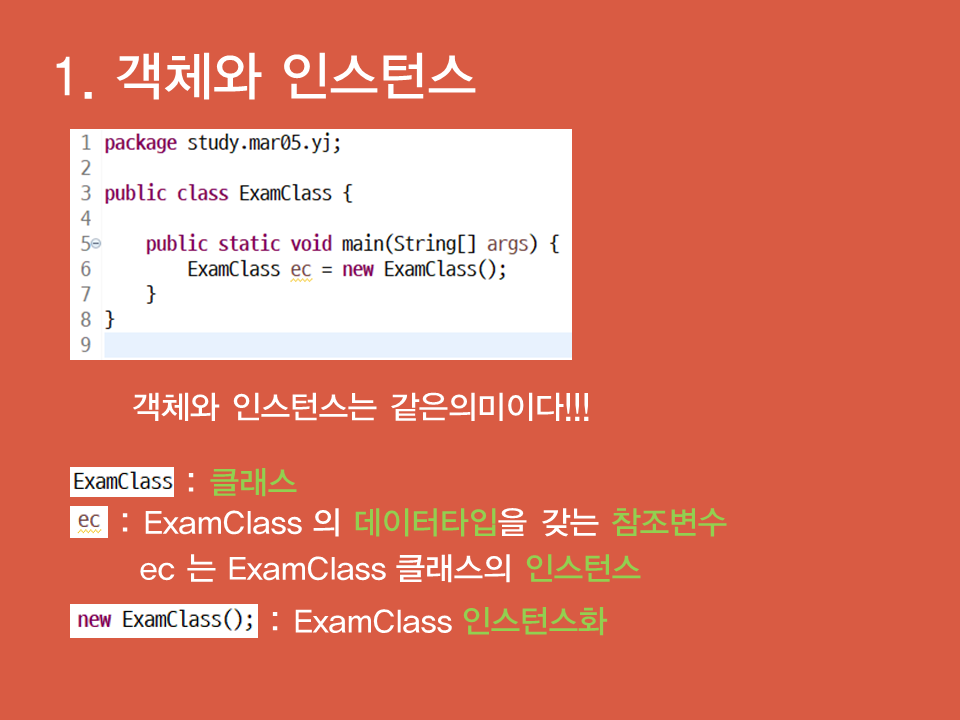 1. 객체와 인스턴스
1 package study.mar05.yj;
2
3 public class ExamClass {
4
5 public static void main(String[] args) {
6 ExamClass ec = new ExamClass();
7 }
8 }
9
객체와 인스턴스는 같은의미이다!!!
ExamClass : 클래스
ec : ExamClass 의 데이터타입을 갖는 참조변수
ec 는 ExamClass 클래스의 인스턴스
new ExamClass(); : ExamClass 인스턴스화